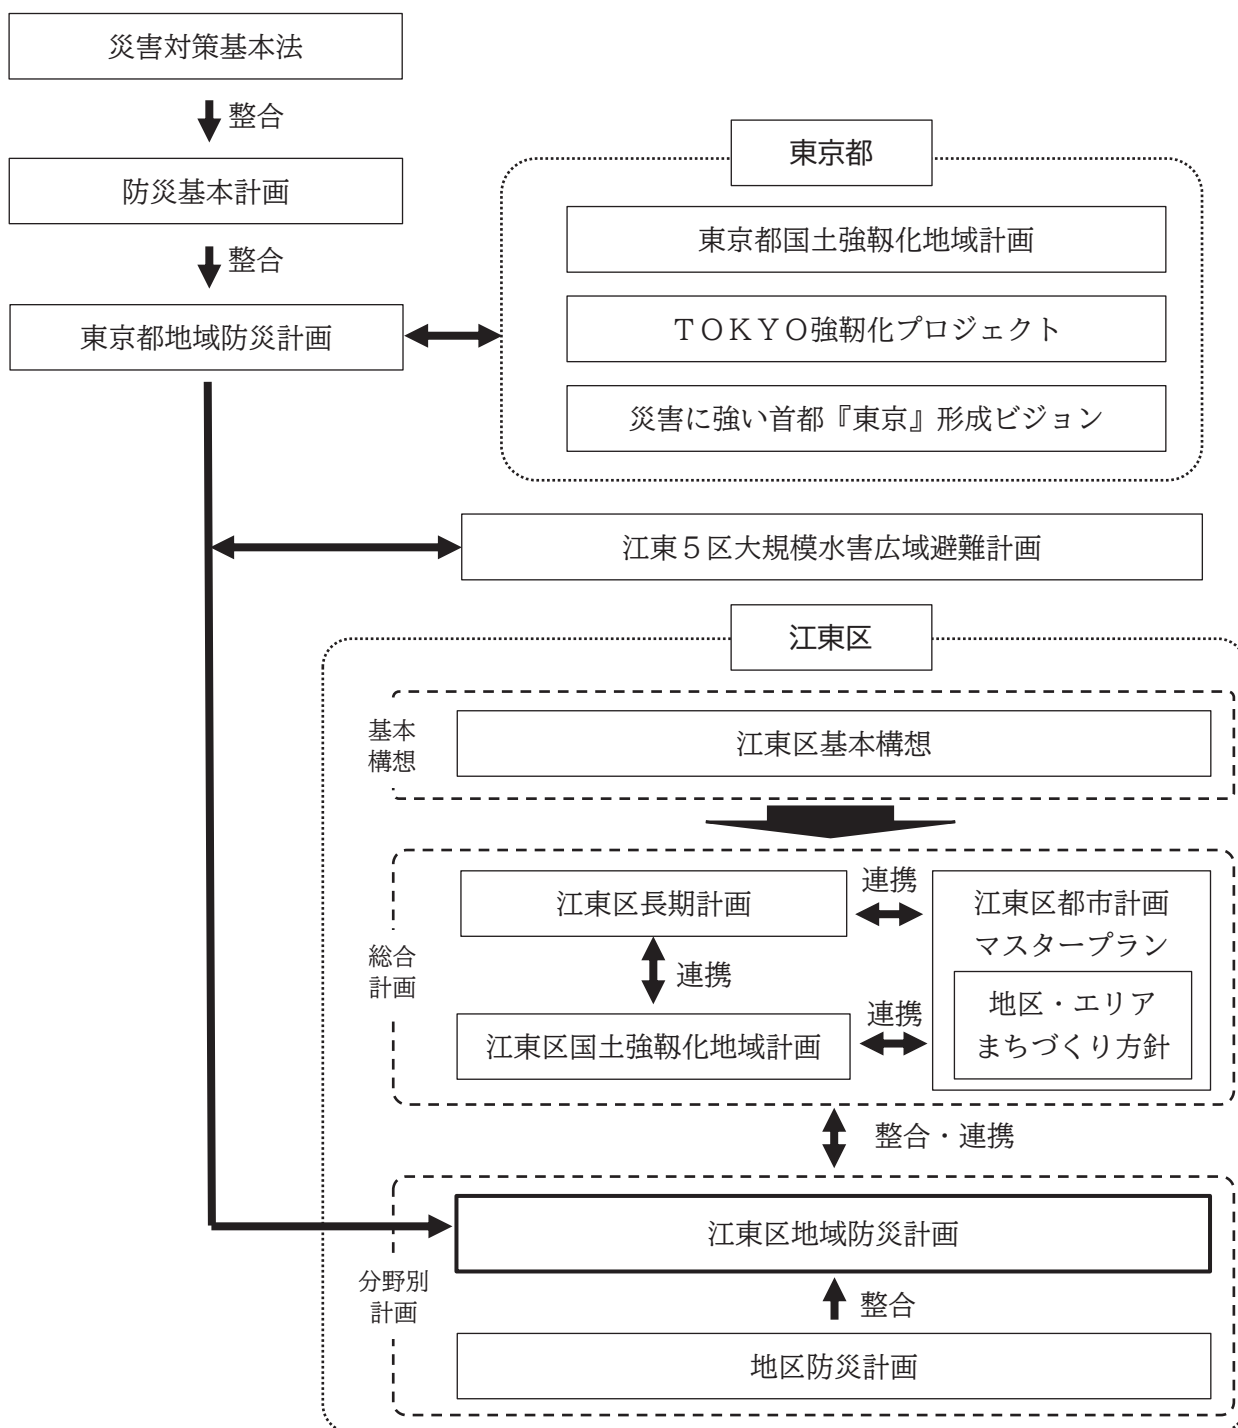 災害対策基本法
整合
防災基本計画
整合
東京都地域防災計画
東京都
東京都国土強靱化地域計画
ＴＯＫＹＯ強靭化プロジェクト
災害に強い首都『東京』形成ビジョン
江東５区大規模水害広域避難計画
江東区
基本
構想
江東区基本構想
総合
計画
江東区長期計画
連携
江東区都市計画
マスタープラン
連携
地区・エリア
まちづくり方針
連携
江東区国土強靱化地域計画
整合・連携
分野別
計画
江東区地域防災計画
整合
地区防災計画